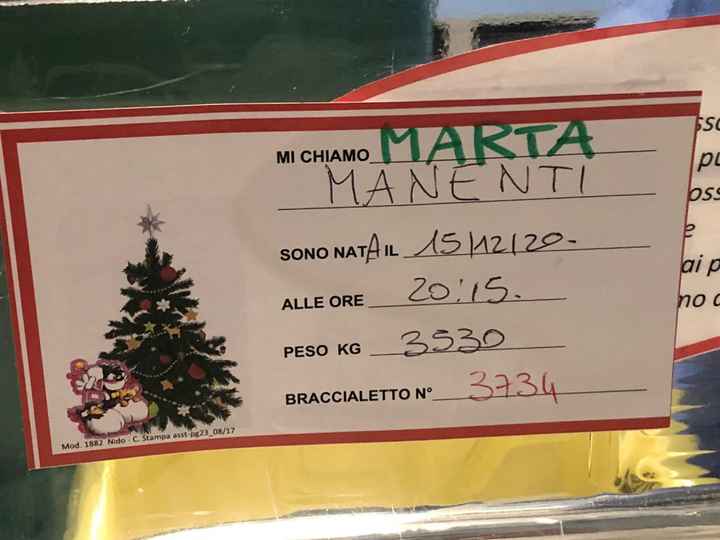 MI CHIAMO MARTA
MANENTI
SONO NATA IL 15/12/20-
ALLE ORE 20:15.
PESO KG 3530
BRACCIALETTO N° 3734
Mod. 1882 Nido - C. Stampa asst-pg23_08/17
ai p